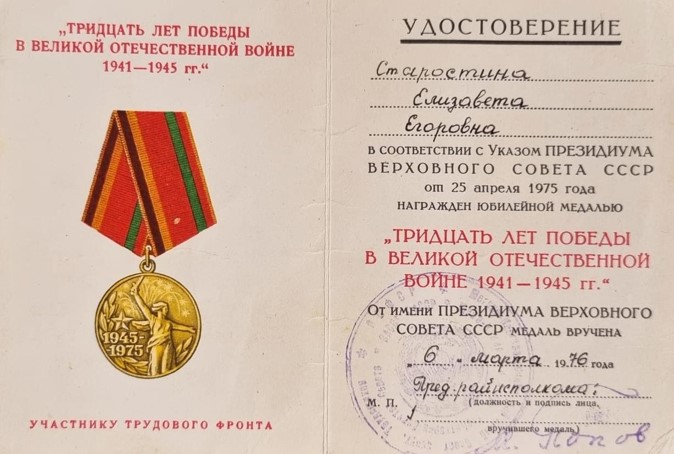 „ТРИДЦАТЬ ЛЕТ ПОБЕДЫ
В ВЕЛИКОЙ ОТЕЧЕСТВЕННОЙ ВОЙНЕ
1941—1945 гг.“
1945-
1975
УЧАСТНИКУ ТРУДОВОГО ФРОНТА
УДОСТОВЕРЕНИЕ
Старостина
Елизавета
Егоровна
в соответствии с Указом ПРЕЗИДИУМА
ВЕРХОВНОГО СОВЕТА СССР
от 25 апреля 1975 года
НАГРАЖДЕН ЮБИЛЕЙНОЙ МЕДАЛЬЮ
„ТРИДЦАТЬ ЛЕТ ПОБЕДЫ
В ВЕЛИКОЙ ОТЕЧЕСТВЕННОЙ
ВОЙНЕ 1941—1945 гг.“
От имени ПРЕЗИДИУМА ВЕРХОВНОГО
СОВЕТА СССР МЕДАЛЬ ВРУЧЕНА
„6„ марта 1976 года
Пред. райисполкома:
М. П. (должность и подпись лица,
вручившего медаль)
Попов